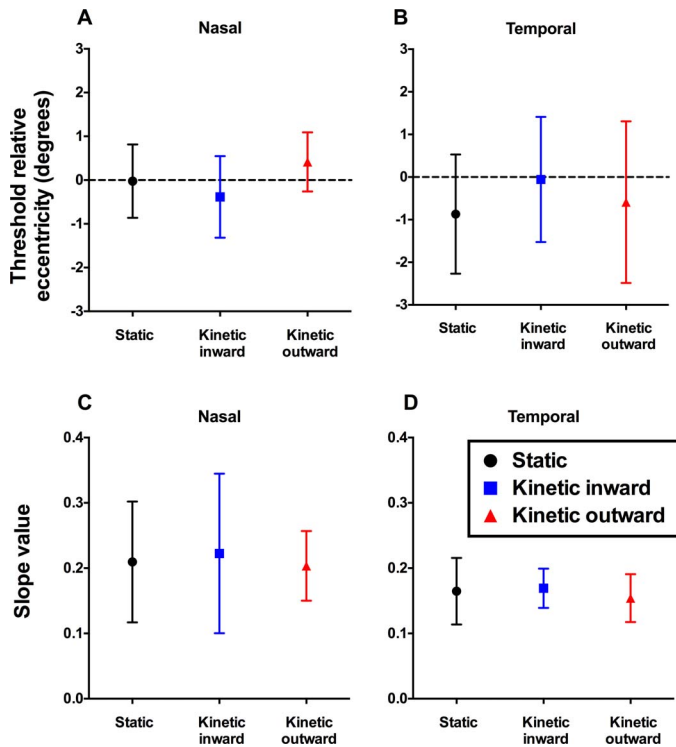 A
Nasal
Threshold relative
eccentricity (degrees)
3
2
1
0
-1
-2
-3
Static
Kinetic
inward
Kinetic
outward
B
Temporal
3
2
1
0
-1
-2
-3
Static
Kinetic
inward
Kinetic
outward
C
Nasal
Slope value
0.4
0.3
0.2
0.1
0.0
Static
Kinetic
inward
Kinetic
outward
D
Temporal
0.4
0.3
0.2
0.1
0.0
Static
Kinetic inward
Kinetic outward
Static
Kinetic
inward
Kinetic
outward